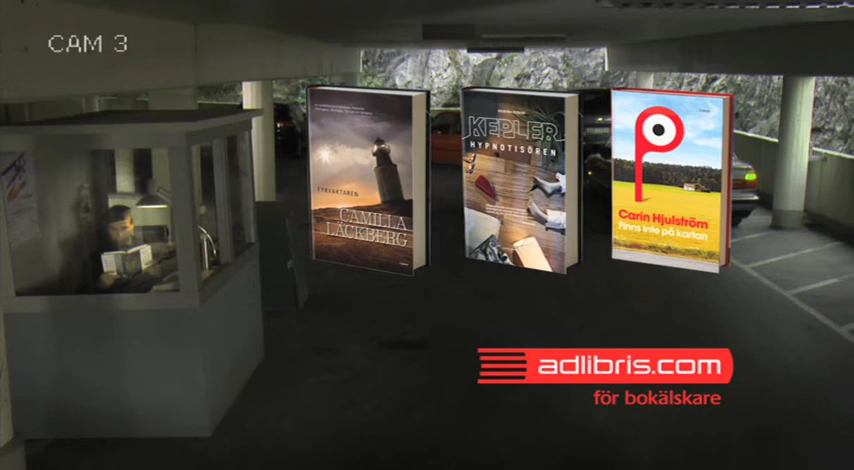 CAM 3
FYRVAKTAREN
CAMILLA
LÄCKBERG
KEPLER
HYPNOTISÖREN
Carin Hjulström
Finns inte på kartan
adlibris.com
för bokälskare